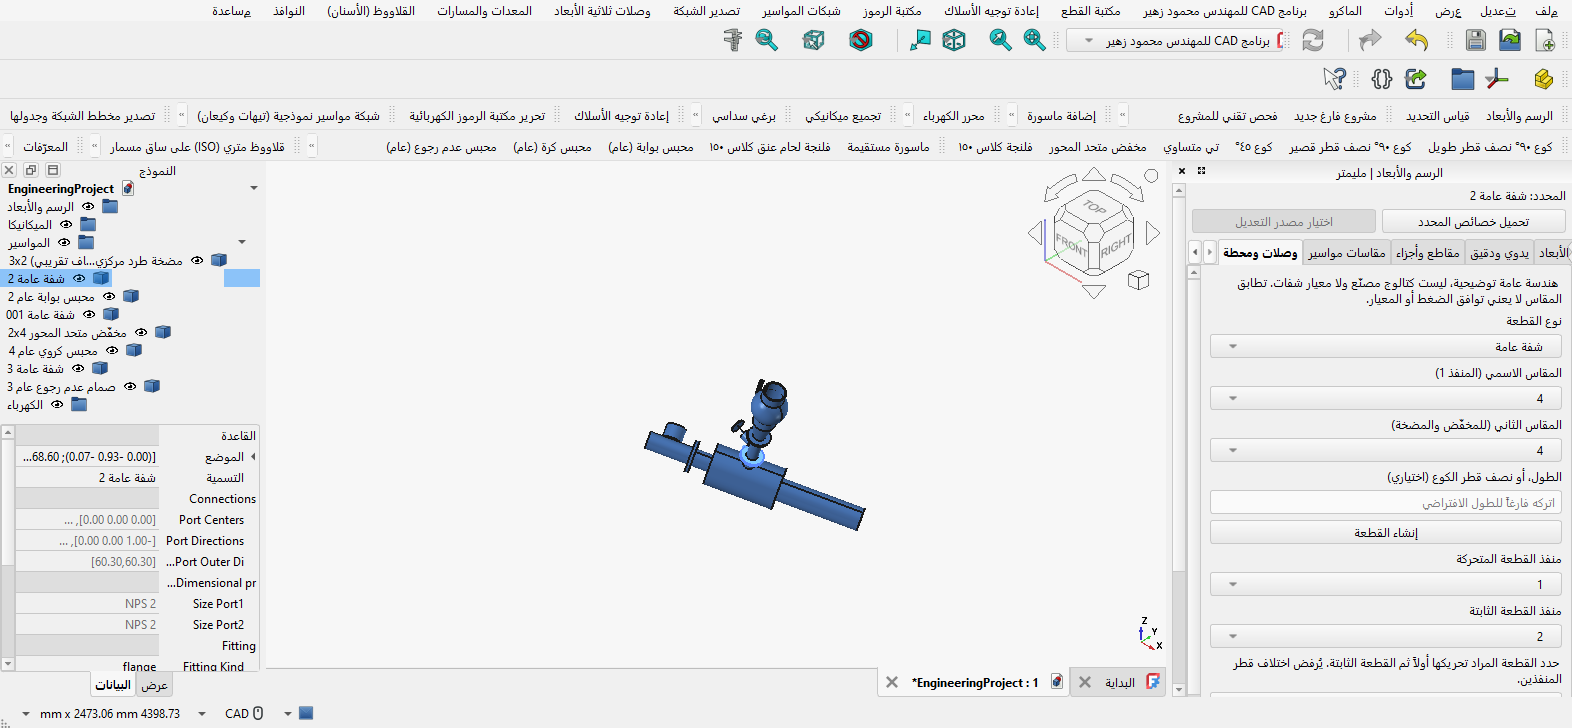 ملف تعديل عرض أدوات الماكرو برنامج CAD للمهندس محمود زهير مكتبة القطع إعادة توجيه الأسلاك مكتبة الرموز شبكات المواسير تصدير الشبكة وصلات ثلاثية الأبعاد المعدات والمسارات القلاووظ (الأسنان) النوافذ مساعدة
برنامج CAD للمهندس محمود زهير
الرسم والأبعاد قياس التحديد مشروع فارغ جديد فحص تقني للمشروع » تجميع ميكانيكي محرر الكهرباء » إضافة ماسورة » برغي سداسي » إعادة توجيه الأسلاك تحرير مكتبة الرموز الكهربائية شبكة مواسير نموذجية (تيهات وكيعان) » تصدير مخطط الشبكة وجدولها
كوع ٩٠° نصف قطر طويل كوع ٩٠° نصف قطر قصير كوع ٤٥° تي متساوي مخفض متحد المحور فلنجة كلاس ١٥٠ ماسورة مستقيمة فلنجة لحام عنق كلاس ١٥٠ محبس بوابة (عام) محبس كرة (عام) محبس عدم رجوع (عام) » قلاووظ متري (ISO) على ساق مسمار » المعرّفات »
النموذج
EngineeringProject
الرسم والأبعاد
الميكانيكا
المواسير
مضخة طرد مركزي...اف تقريبي) 3x2
شفة عامة 2
محبس بوابة عام 2
شفة عامة 001
مخفّض متحد المحور 2x4
محبس كروي عام 4
شفة عامة 3
صمام عدم رجوع عام 3
الكهرباء
القاعدة
الموضع [(0.00 -0.93 -0.07); 68.60...
التسمية شفة عامة 2
Connections
Port Centers [0.00 0.00 0.00], ...
Port Directions [-1.00 0.00 0.00], ...
Port Outer Di... [60.30,60.30]
Dimensional pr...
Size Port1 NPS 2
Size Port2 NPS 2
Fitting
Fitting Kind flange
عرض البيانات
TOP
FRONT
RIGHT
Z
Y
X
البداية
EngineeringProject : 1*
mm x 2473.06 mm 4398.73 CAD
الرسم والأبعاد | مليمتر
المحدد: شفة عامة 2
تحميل خصائص المحدد اختيار مصدر التعديل
الأبعاد يدوي ودقيق مقاطع وأجزاء مقاسات مواسير وصلات ومحطة
هندسة عامة توضيحية، ليست كتالوج مصنّع ولا معيار شفات. تطابق
المقاس لا يعني توافق الضغط أو المعيار.
نوع القطعة
شفة عامة
المقاس الاسمي (المنفذ 1)
4
المقاس الثاني (للمخفّض والمضخة)
4
الطول، أو نصف قطر الكوع (اختياري)
اتركه فارغاً للطول الافتراضي
إنشاء القطعة
منفذ القطعة المتحركة
1
منفذ القطعة الثابتة
2
حدد القطعة المراد تحريكها أولاً ثم القطعة الثابتة. يُرفض اختلاف قطر
المنفذين.